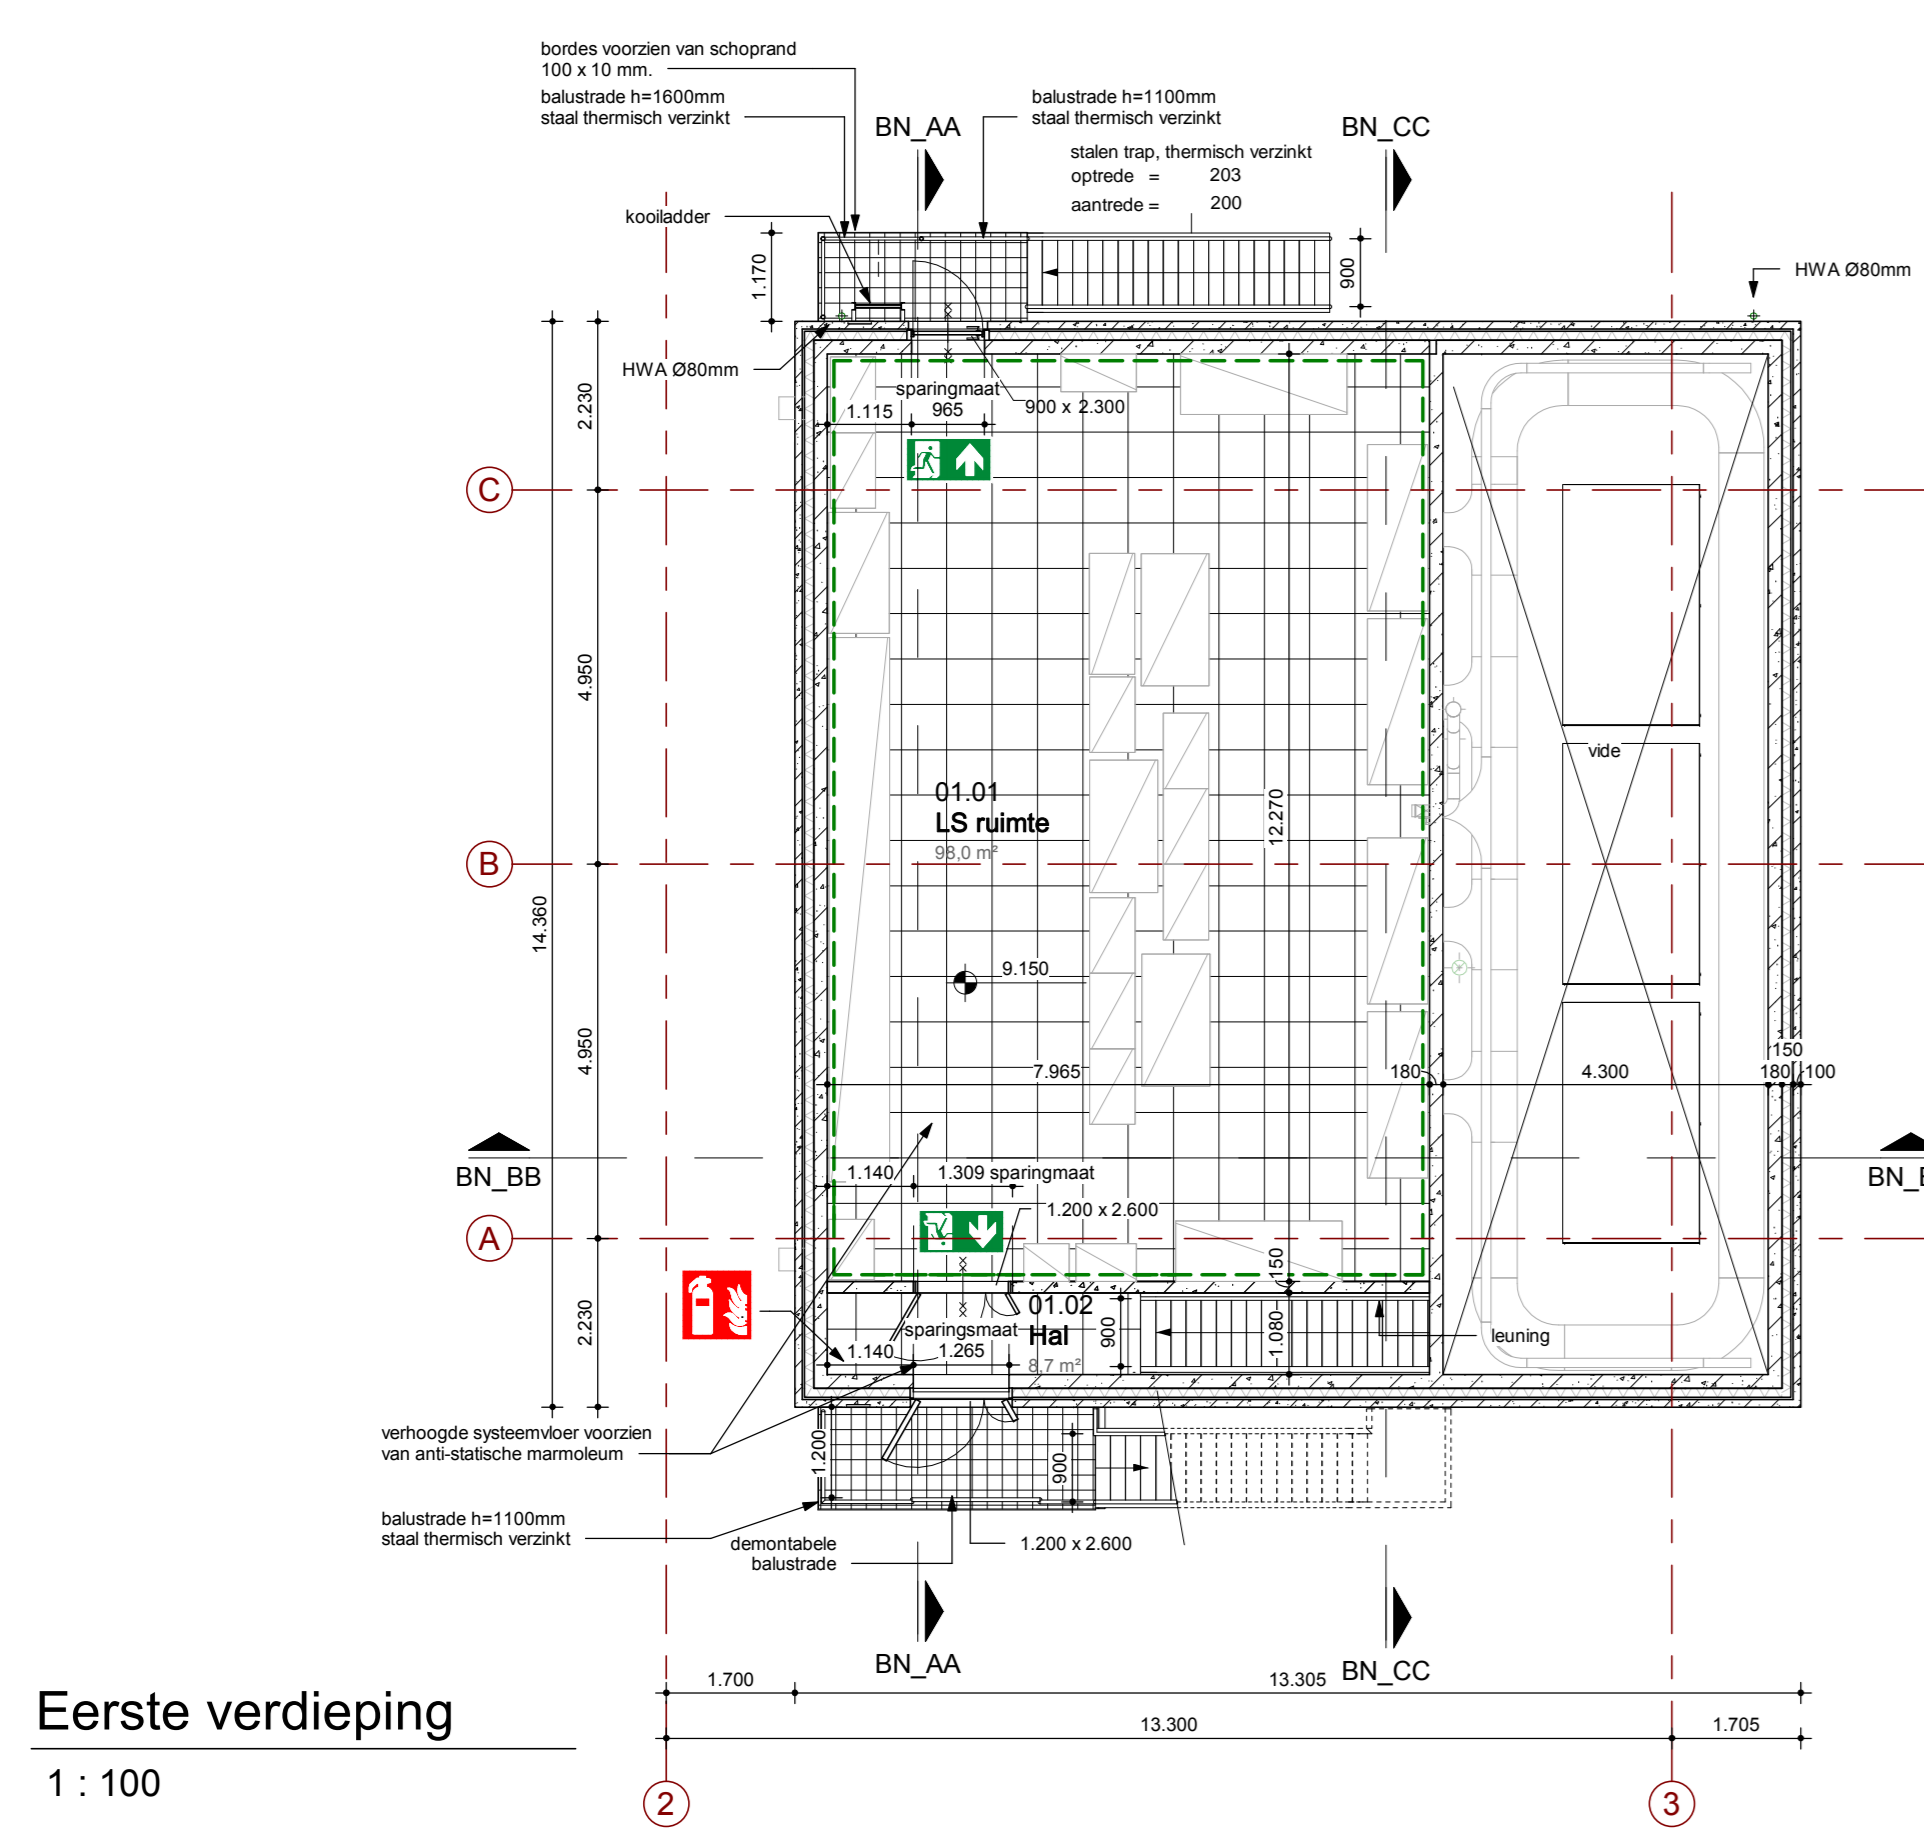 bordes voorzien van schoprand
100 x 10 mm.
balustrade h=1600mm
staal thermisch verzinkt
balustrade h=1100mm
staal thermisch verzinkt
BN_AA
BN_CC
stalen trap, thermisch verzinkt
optrede = 203
aantrede = 200
kooiladder
1.170
900
HWA Ø80mm
HWA Ø80mm
sparingmaat
1.115 965
900 x 2.300
2.230
C
4.950
vide
01.01
LS ruimte
98,0 m²
12.270
B
14.360
9.150
4.950
7.965
180
4.300
150
180
100
BN_BB
BN_B
1.140
1.309 sparingmaat
1.200 x 2.600
A
150
2.230
01.02
Hal
8,7 m²
sparingsmaat
1.140
1.265
900
1.080
leuning
verhoogde systeemvloer voorzien
van anti-statische marmoleum
1.200
900
balustrade h=1100mm
staal thermisch verzinkt
demontabele
balustrade
1.200 x 2.600
BN_AA
BN_CC
1.700
13.305
13.300
1.705
Eerste verdieping
1 : 100
2
3